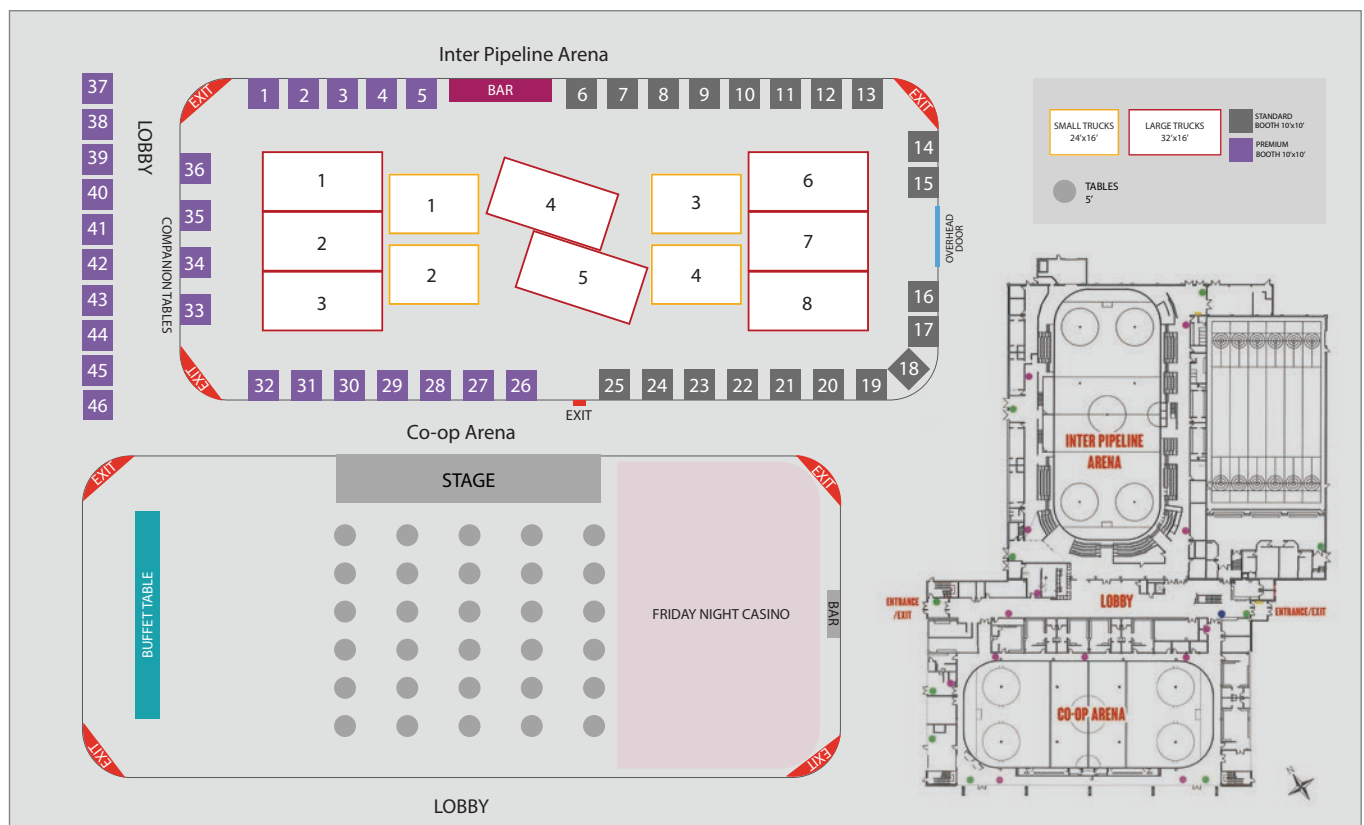 Inter Pipeline Arena
37
38
39
40
41
42
43
44
45
46
LOBBY
COMPANION TABLES
EXIT
1
2
3
4
5
BAR
6
7
8
9
10
11
12
13
EXIT
36
35
34
33
1
2
3
1
2
4
5
3
4
6
7
8
14
15
OVERHEAD
DOOR
16
17
18
EXIT
32
31
30
29
28
27
26
EXIT
25
24
23
22
21
20
19
SMALL TRUCKS
24'x16'
LARGE TRUCKS
32'x16'
STANDARD
BOOTH 10'x10'
PREMIUM
BOOTH 10'x10'
TABLES
5'
Co-op Arena
EXIT
STAGE
EXIT
BUFFET TABLE
FRIDAY NIGHT CASINO
BAR
EXIT
EXIT
LOBBY
INTER PIPELINE
ARENA
ENTRANCE
/EXIT
LOBBY
ENTRANCE/EXIT
CO-OP ARENA
N